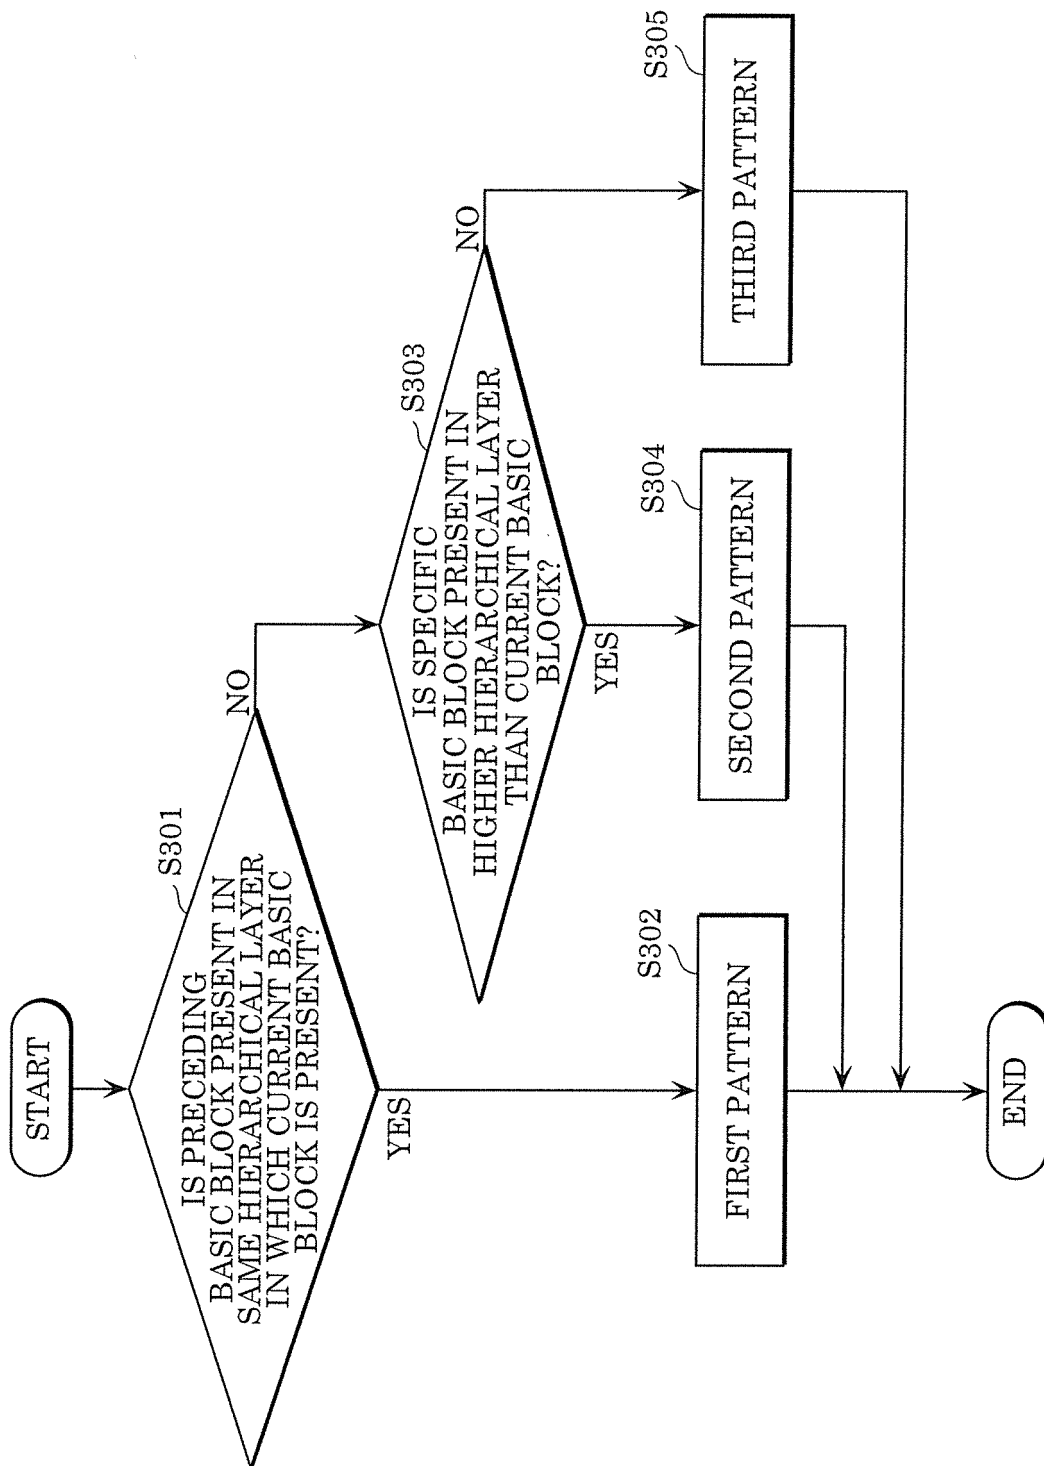 START
S301
IS PRECEDING
BASIC BLOCK PRESENT IN
SAME HIERARCHICAL LAYER
IN WHICH CURRENT BASIC
BLOCK IS PRESENT?
NO
YES
S303
IS SPECIFIC
BASIC BLOCK PRESENT IN
HIGHER HIERARCHICAL LAYER
THAN CURRENT BASIC
BLOCK?
NO
YES
S302
FIRST PATTERN
S304
SECOND PATTERN
S305
THIRD PATTERN
END